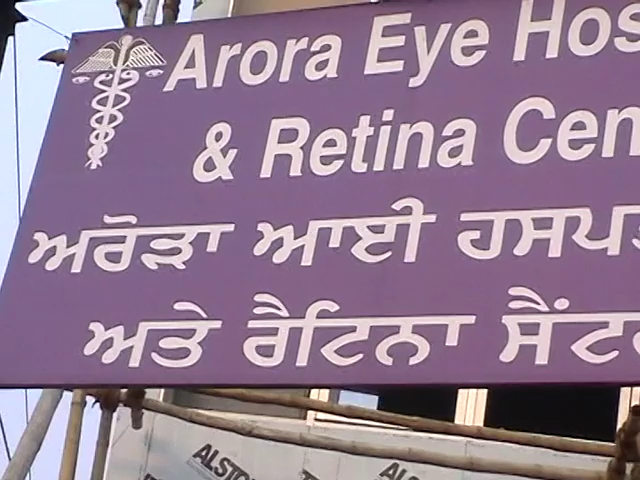 Arora Eye Hos
& Retina Cen
ਅਰੋੜਾ ਆਈ ਹਸਪ
ਅਤੇ ਰੈਟਿਨਾ ਸੈਂਟ
ALSTO